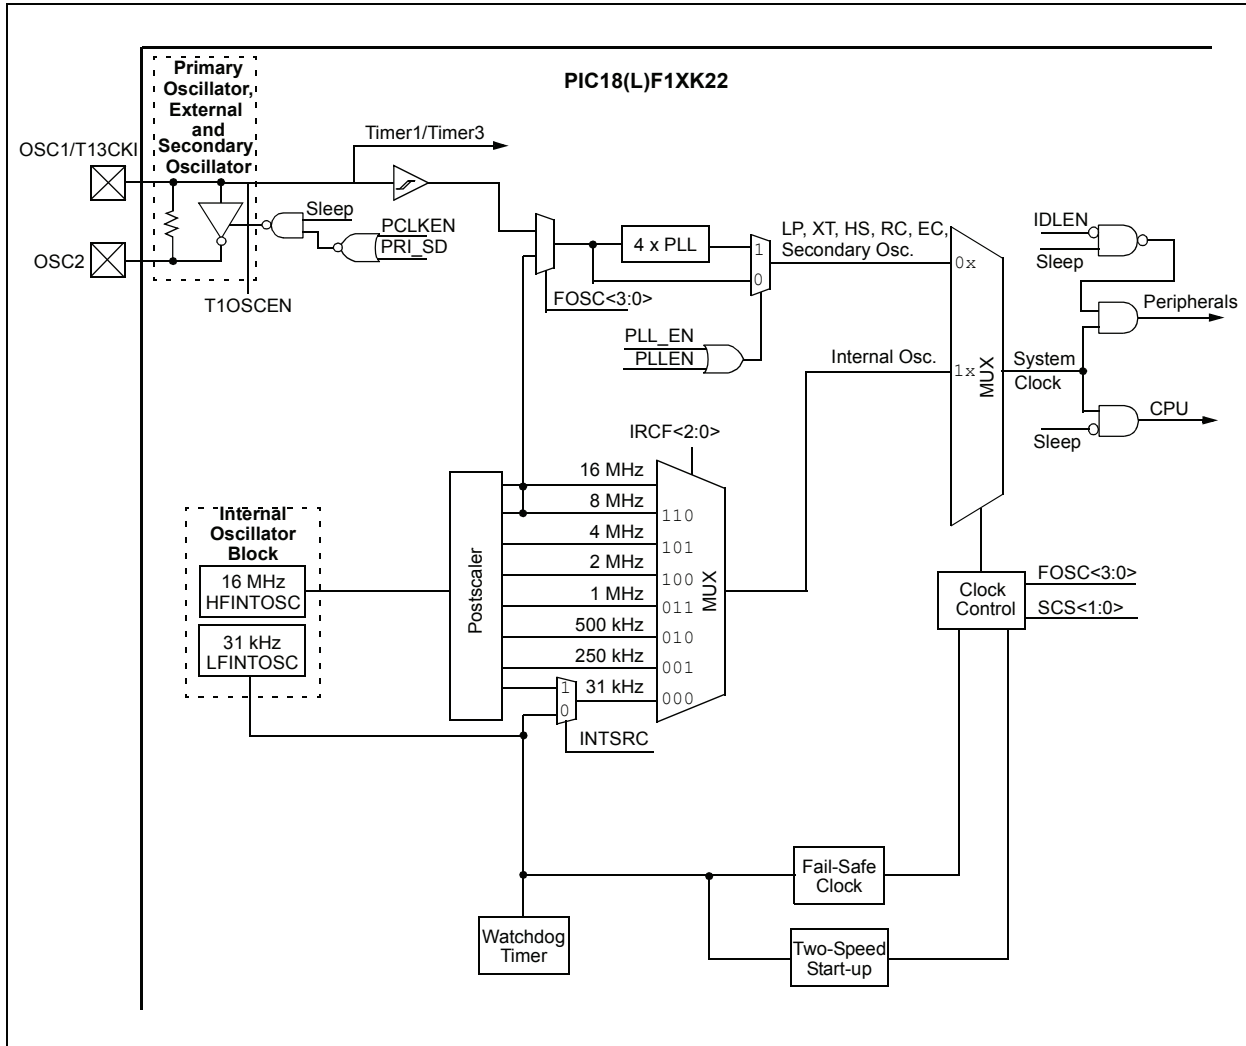 PIC18(L)F1XK22
Primary
Oscillator,
External
and
Secondary
Oscillator
OSC1/T13CKI
OSC2
Timer1/Timer3
Sleep
PCLKEN
PRI_SD
T1OSCEN
4 x PLL
1
0
FOSC<3:0>
PLL_EN
PLLEN
LP, XT, HS, RC, EC,
Secondary Osc.
0x
Internal Osc.
1x
MUX
System
Clock
IDLEN
Sleep
Peripherals
CPU
Sleep
IRCF<2:0>
Internal
Oscillator
Block
16 MHz
HFINTOSC
31 kHz
LFINTOSC
Postscaler
16 MHz
8 MHz
110
4 MHz
101
2 MHz
100
1 MHz
011
500 kHz
010
250 kHz
001
1
0
31 kHz
000
MUX
INTSRC
Clock
Control
FOSC<3:0>
SCS<1:0>
Fail-Safe
Clock
Watchdog
Timer
Two-Speed
Start-up